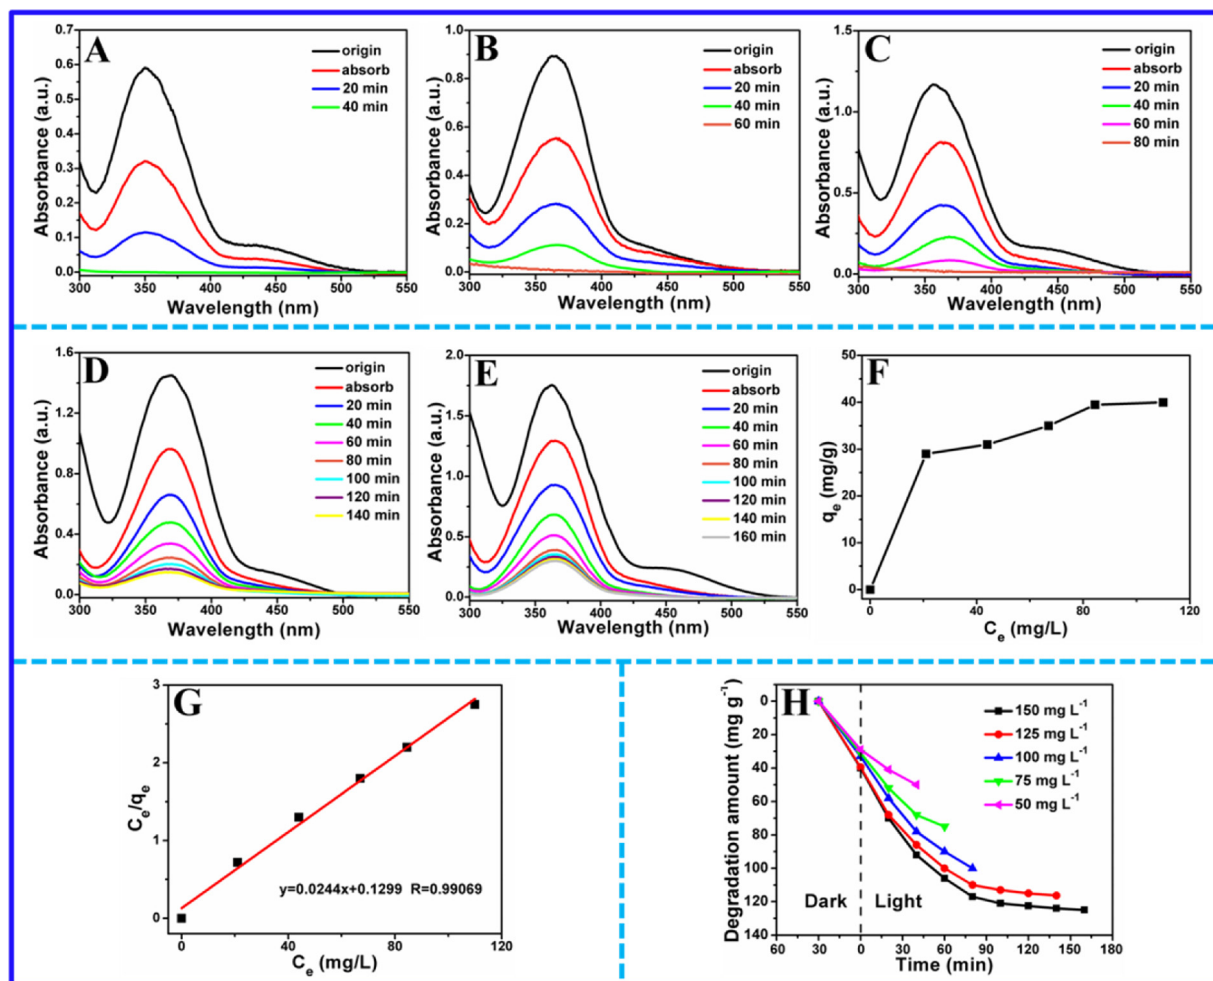 A
Absorbance (a.u.)
0.7
0.6
0.5
0.4
0.3
0.2
0.1
0.0
300
350
400
450
500
550
Wavelength (nm)
origin
absorb
20 min
40 min
B
Absorbance (a.u.)
1.0
0.8
0.6
0.4
0.2
0.0
300
350
400
450
500
550
Wavelength (nm)
origin
absorb
20 min
40 min
60 min
C
Absorbance (a.u.)
1.5
1.0
0.5
0.0
300
350
400
450
500
550
Wavelength (nm)
origin
absorb
20 min
40 min
60 min
80 min
D
Absorbance (a.u.)
1.6
1.2
0.8
0.4
0.0
300
350
400
450
500
550
Wavelength (nm)
origin
absorb
20 min
40 min
60 min
80 min
100 min
120 min
140 min
E
Absorbance (a.u.)
2.0
1.5
1.0
0.5
0.0
300
350
400
450
500
550
Wavelength (nm)
origin
absorb
20 min
40 min
60 min
80 min
100 min
120 min
140 min
160 min
F
qe (mg/g)
50
40
30
20
10
0
0
40
80
120
Ce (mg/L)
G
Ce/qe
3
2
1
0
0
40
80
120
Ce (mg/L)
y=0.0244x+0.1299 R=0.99069
H
Degradation amount (mg g-1)
0
20
40
60
80
100
120
140
60
30
0
30
60
90
120
150
180
Time (min)
150 mg L-1
125 mg L-1
100 mg L-1
75 mg L-1
50 mg L-1
Dark
Light